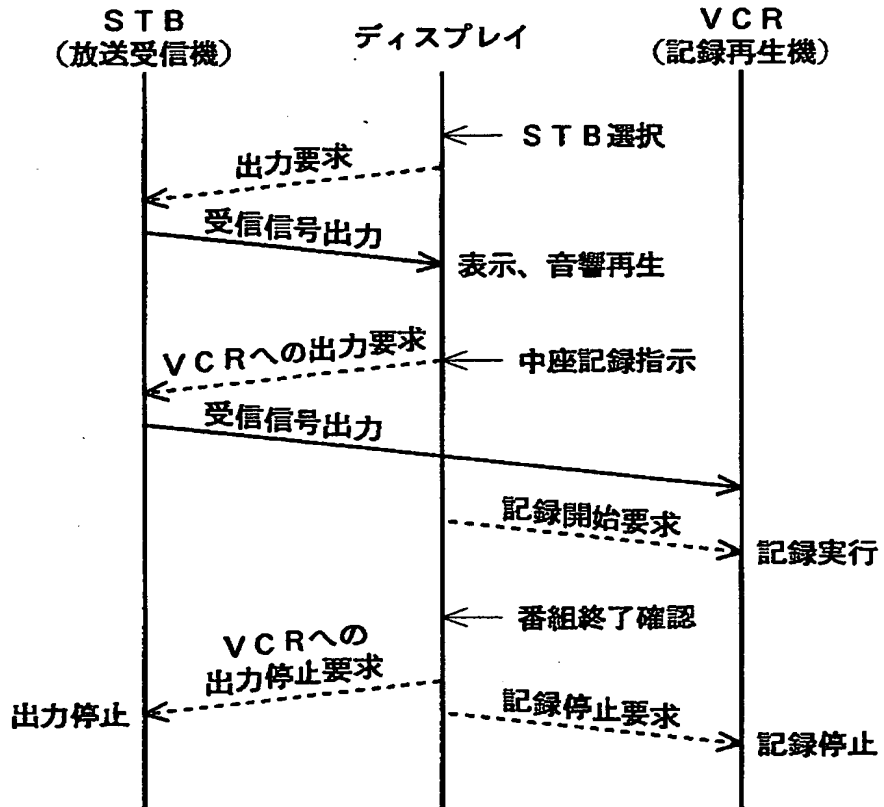 ＳＴＢ
（放送受信機）
ディスプレイ
ＶＣＲ
（記録再生機）
ＳＴＢ選択
出力要求
受信信号出力
表示、音響再生
ＶＣＲへの出力要求
中座記録指示
受信信号出力
記録開始要求
記録実行
番組終了確認
ＶＣＲへの
出力停止要求
出力停止
記録停止要求
記録停止